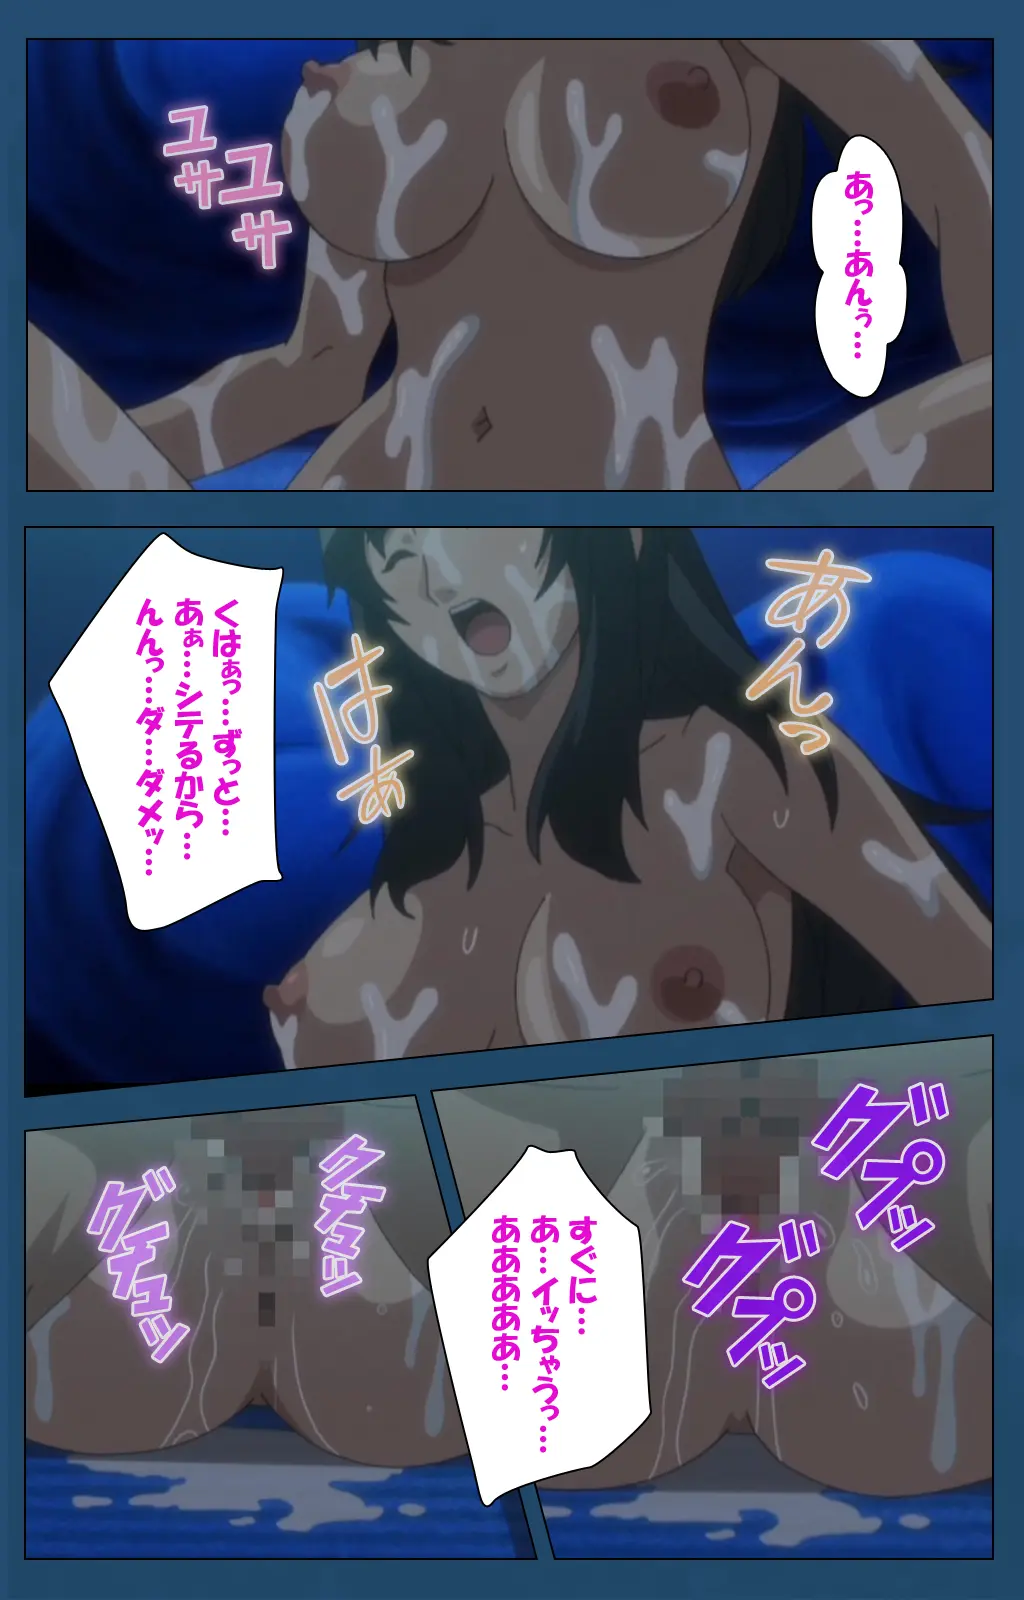 ユサ
ユサ
あっ…あんぅ…
あんっ
はぁ
くはぁっ…ずっと…
あぁ…シテるから…
んんっ…ダ…ダメッ…
グプッ
グプッ
すぐに…
あ…イッちゃうっ…
あああああ…
クチュッ
グチュッ